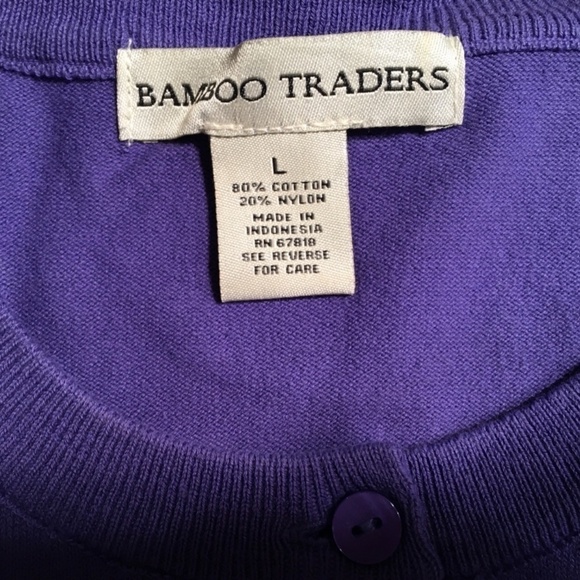 BAMBOO TRADERS
L
80% COTTON
20% NYLON
MADE IN
INDONESIA
RN 67818
SEE REVERSE
FOR CARE